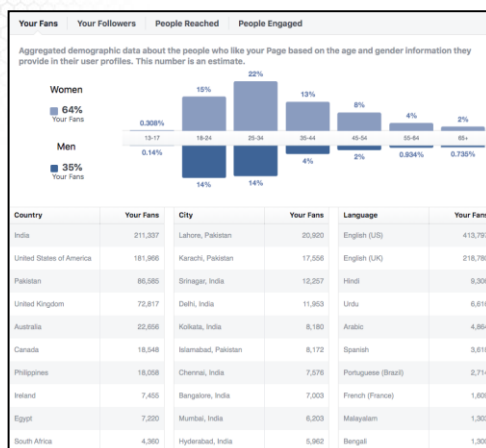 Your Fans Your Followers People Reached People Engaged
Aggregated demographic data about the people who like your Page based on the age and gender information they
provide in their user profiles. This number is an estimate.
Women
64%
Your Fans
0.308% 15% 22% 13% 8% 4% 2%
13-17 18-24 25-34 35-44 45-54 55-64 65+
Men
35%
Your Fans
0.14% 14% 14% 4% 2% 0.934% 0.735%
Country Your Fans City Your Fans Language Your Fans
India 211,337 Lahore, Pakistan 20,920 English (US) 413,797
United States of America 181,966 Karachi, Pakistan 17,556 English (UK)
Pakistan 86,585 Srinagar, India 12,257 Hindi
United Kingdom 72,817 Delhi, India 11,953 Urdu
Australia 22,656 Kolkata, India 8,180 Arabic
Canada 18,548 Islamabad, Pakistan 8,172 Spanish
Philippines 18,058 Chennai, India 7,576 Portuguese (Brazil)
Ireland 7,455 Bangalore, India 7,003 French (France)
Egypt 7,220 Mumbai, India 6,203 Malayalam
South Africa 4,360 Hyderabad, India 5,962 Bengali